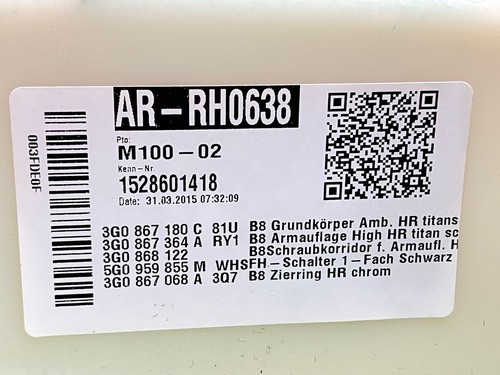 AR-RH0638
Pto:
M100-02
Kenn-Nr.
1528601418
Date: 31.03.2015 07:32:09
003FDE0F
3G0 867 180 C 81U B8 Grundkörper Amb. HR titans
3G0 867 364 A RY1 B8 Armauflage High HR titan sc
3G0 868 122 B8Schraubkorridor f. Armaufl. H
5G0 959 855 M WHSFH-Schalter 1-Fach Schwarz
3G0 867 068 A 3Q7 B8 Zierring HR chrom